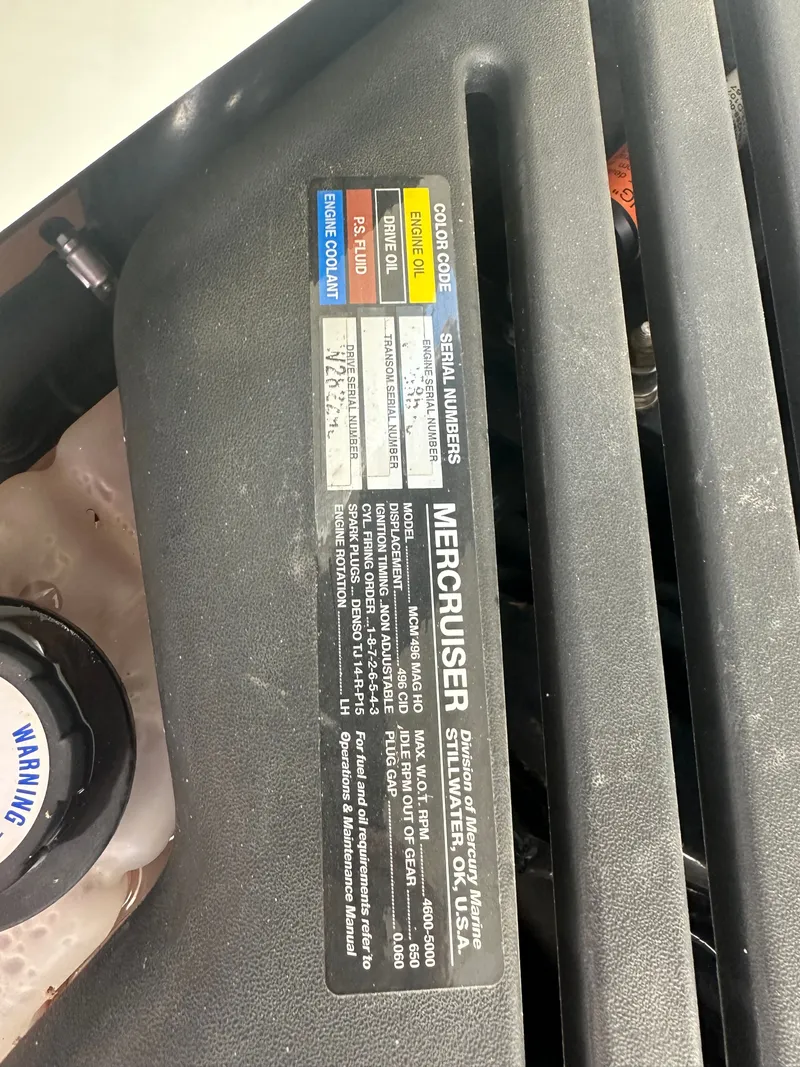 COLOR CODE
ENGINE OIL
DRIVE OIL
P.S. FLUID
ENGINE COOLANT
SERIAL NUMBERS
ENGINE SERIAL NUMBER
TRANSOM SERIAL NUMBER
DRIVE SERIAL NUMBER
MERCRUISER
Division of Mercury Marine
STILLWATER, OK, U.S.A.
MODEL ........................ MCM 496 MAG HO
DISPLACEMENT........................496 CID
IGNITION TIMING ..NON ADJUSTABLE
CYL. FIRING ORDER ...1-8-7-2-6-5-4-3
SPARK PLUGS ... DENSO TJ 14-R-P15
ENGINE ROTATION ........................ LH
MAX. W.O.T. RPM ................4600-5000
IDLE RPM OUT OF GEAR ................ 650
PLUG GAP ................................ 0.060
For fuel and oil requirements refer to
Operations & Maintenance Manual
WARNING